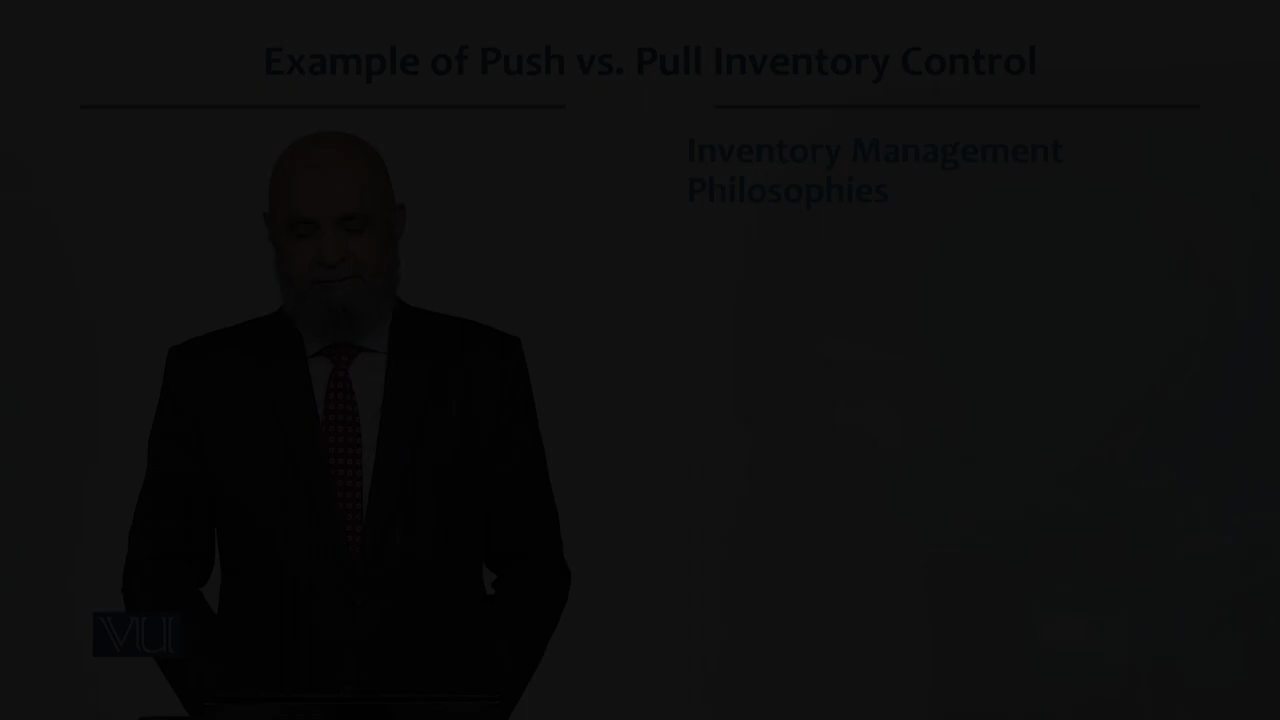 Example of Push vs. Pull Inventory Control
Inventory Management
Philosophies
VU